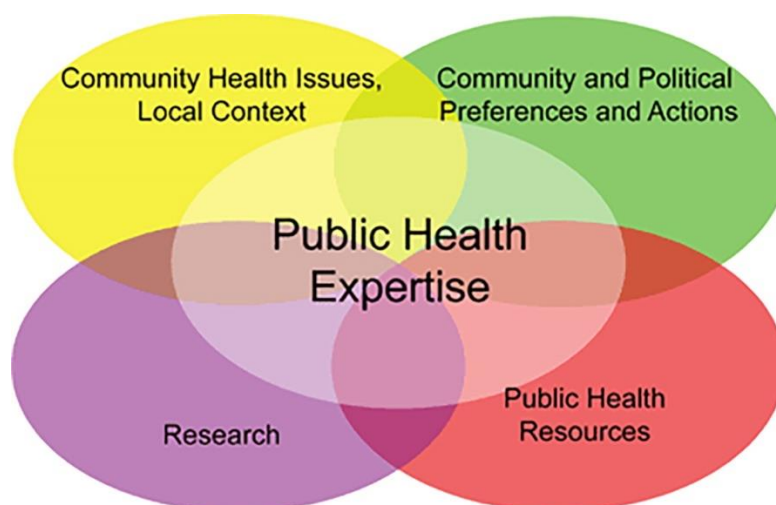 Community Health Issues,
Local Context
Community and Political
Preferences and Actions
Public Health
Expertise
Research
Public Health
Resources